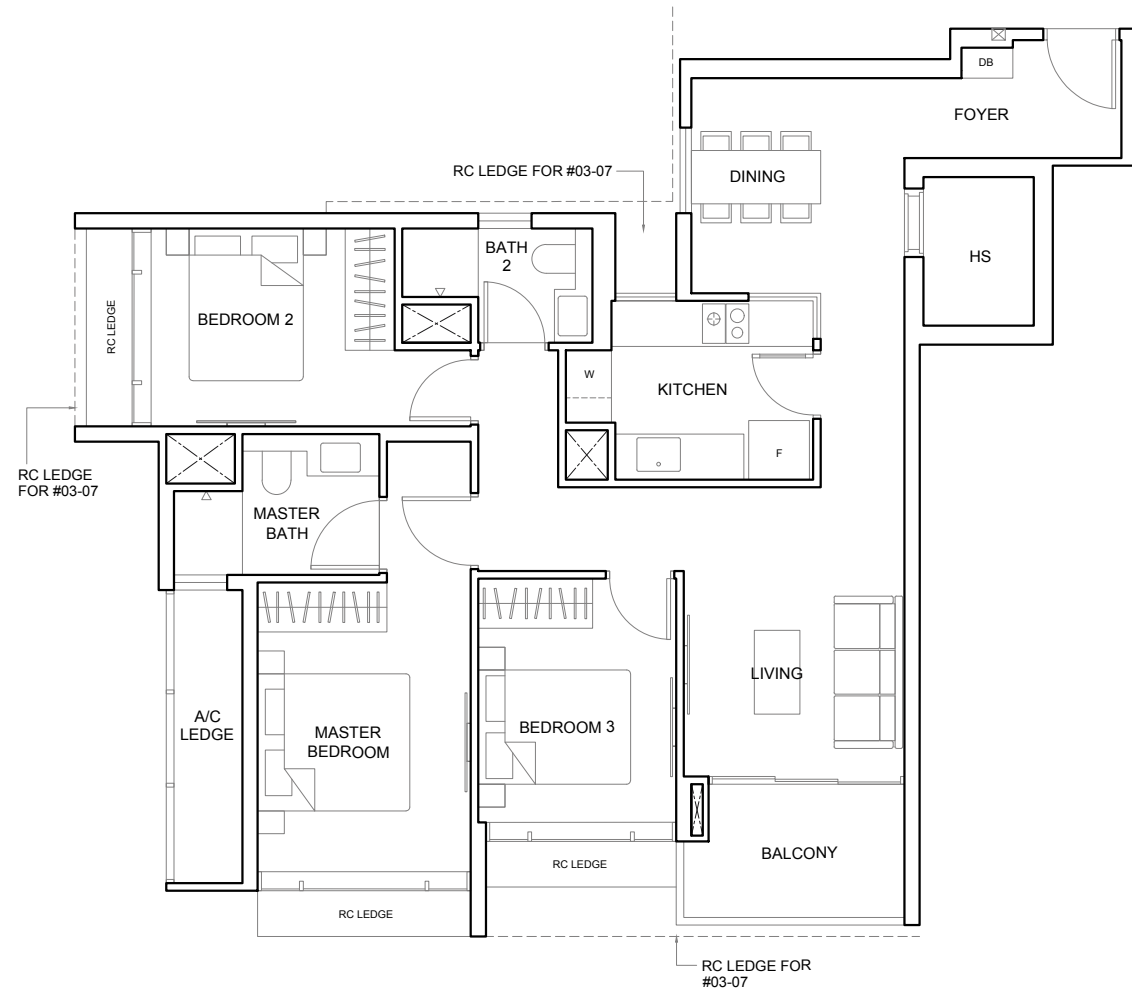 DB
FOYER
RC LEDGE FOR #03-07
DINING
BATH
2
HS
RC LEDGE
BEDROOM 2
W
KITCHEN
F
RC LEDGE
FOR #03-07
MASTER
BATH
A/C
LEDGE
MASTER
BEDROOM
BEDROOM 3
LIVING
RC LEDGE
BALCONY
RC LEDGE
RC LEDGE FOR
#03-07